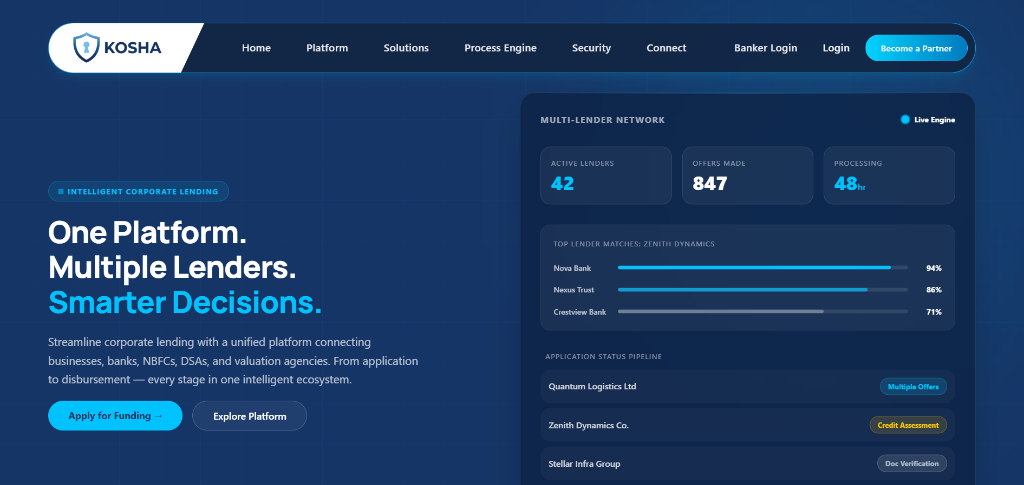 KOSHA
Home Platform Solutions Process Engine Security Connect Banker Login Login Become a Partner
INTELLIGENT CORPORATE LENDING
One Platform.
Multiple Lenders.
Smarter Decisions.
Streamline corporate lending with a unified platform connecting
businesses, banks, NBFCs, DSAs, and valuation agencies. From application
to disbursement — every stage in one intelligent ecosystem.
Apply for Funding → Explore Platform
MULTI-LENDER NETWORK Live Engine
ACTIVE LENDERS OFFERS MADE PROCESSING
42 847 48hr
TOP LENDER MATCHES: ZENITH DYNAMICS
Nova Bank 94%
Nexus Trust 86%
Crestview Bank 71%
APPLICATION STATUS PIPELINE
Quantum Logistics Ltd Multiple Offers
Zenith Dynamics Co. Credit Assessment
Stellar Infra Group Doc Verification